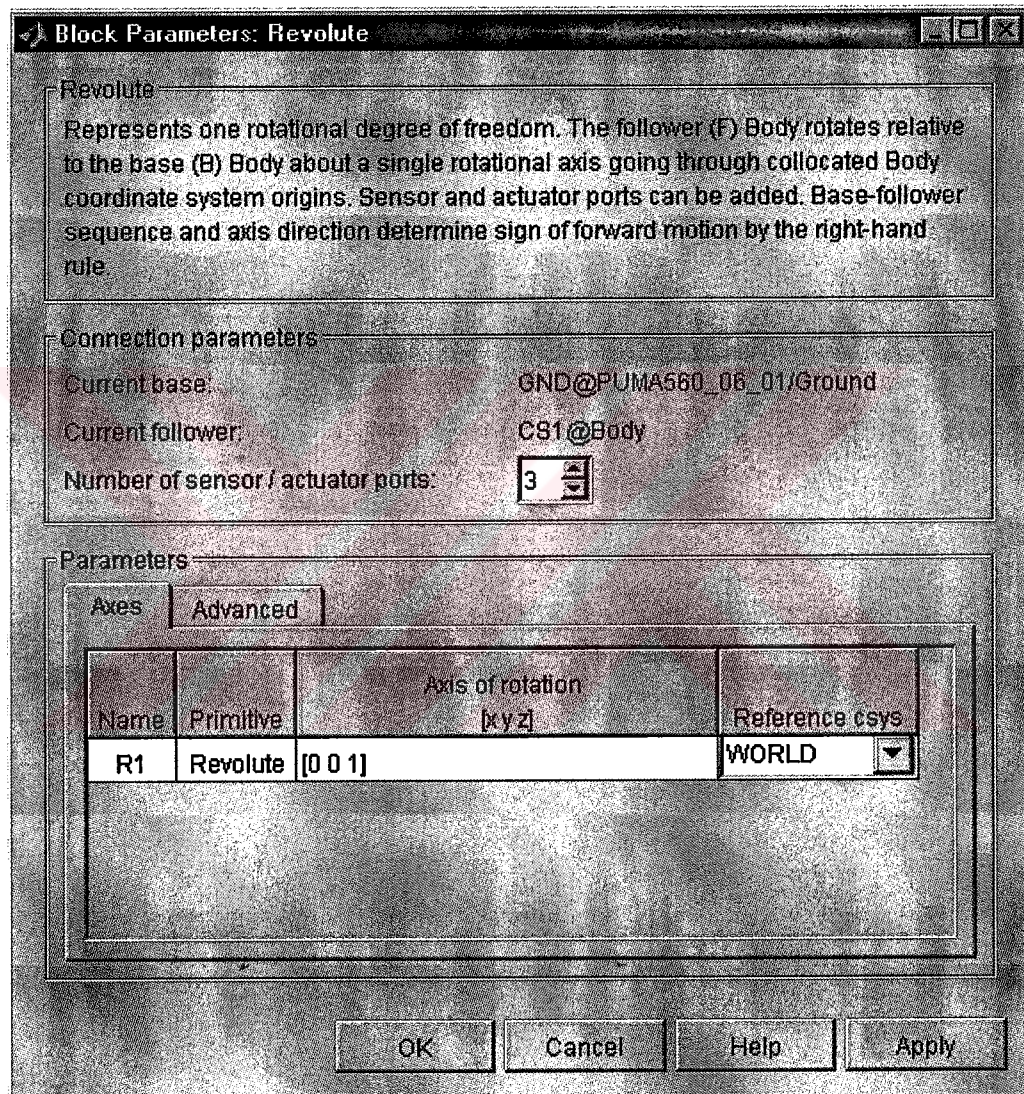 Block Parameters: Revolute
Revolute
Represents one rotational degree of freedom. The follower (F) Body rotates relative
to the base (B) Body about a single rotational axis going through collocated Body
coordinate system origins. Sensor and actuator ports can be added. Base-follower
sequence and axis direction determine sign of forward motion by the right-hand
rule.
Connection parameters
Current base: GND@PUMA560_06_01/Ground
Current follower: CS1@Body
Number of sensor / actuator ports: 3
Parameters
Axes Advanced
Axis of rotation
Name Primitive [x y z] Reference csys
R1 Revolute [0 0 1] WORLD
OK Cancel Help Apply